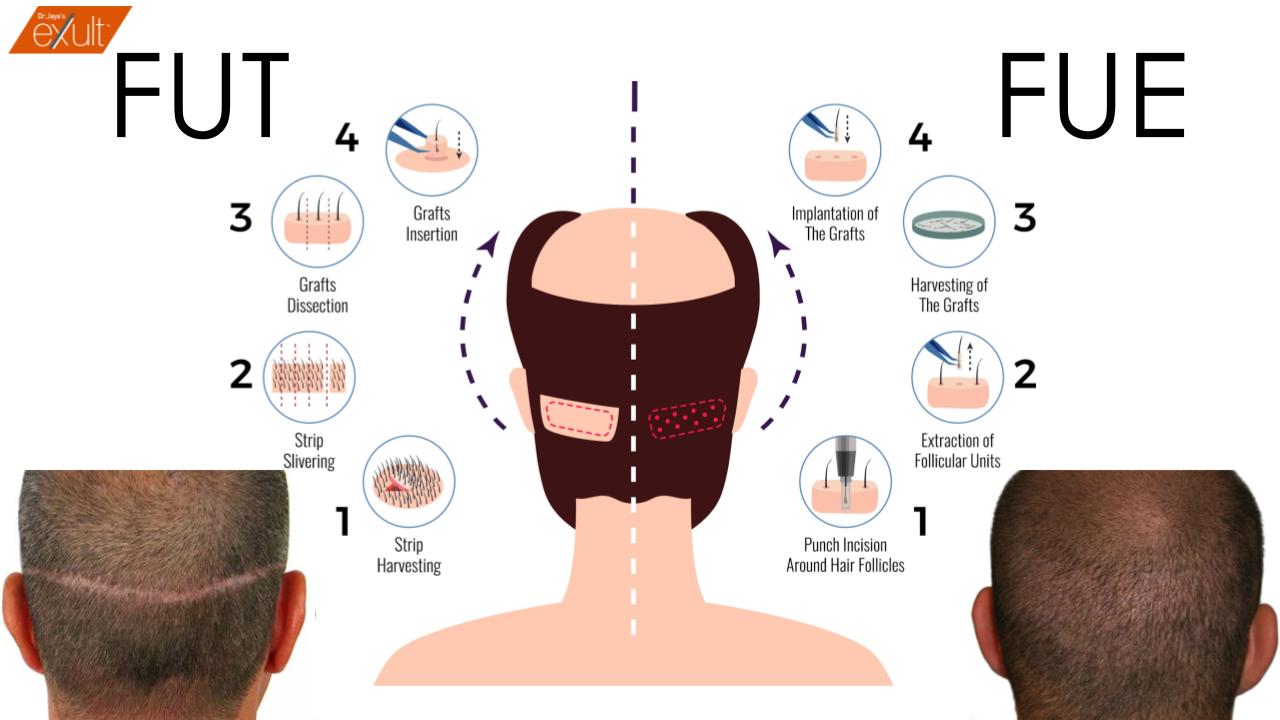 Dr.Jaya's
exult
FUT
FUE
4
Grafts
Insertion
3
Grafts
Dissection
2
Strip
Slivering
1
Strip
Harvesting
4
Implantation of
The Grafts
3
Harvesting of
The Grafts
2
Extraction of
Follicular Units
1
Punch Incision
Around Hair Follicles